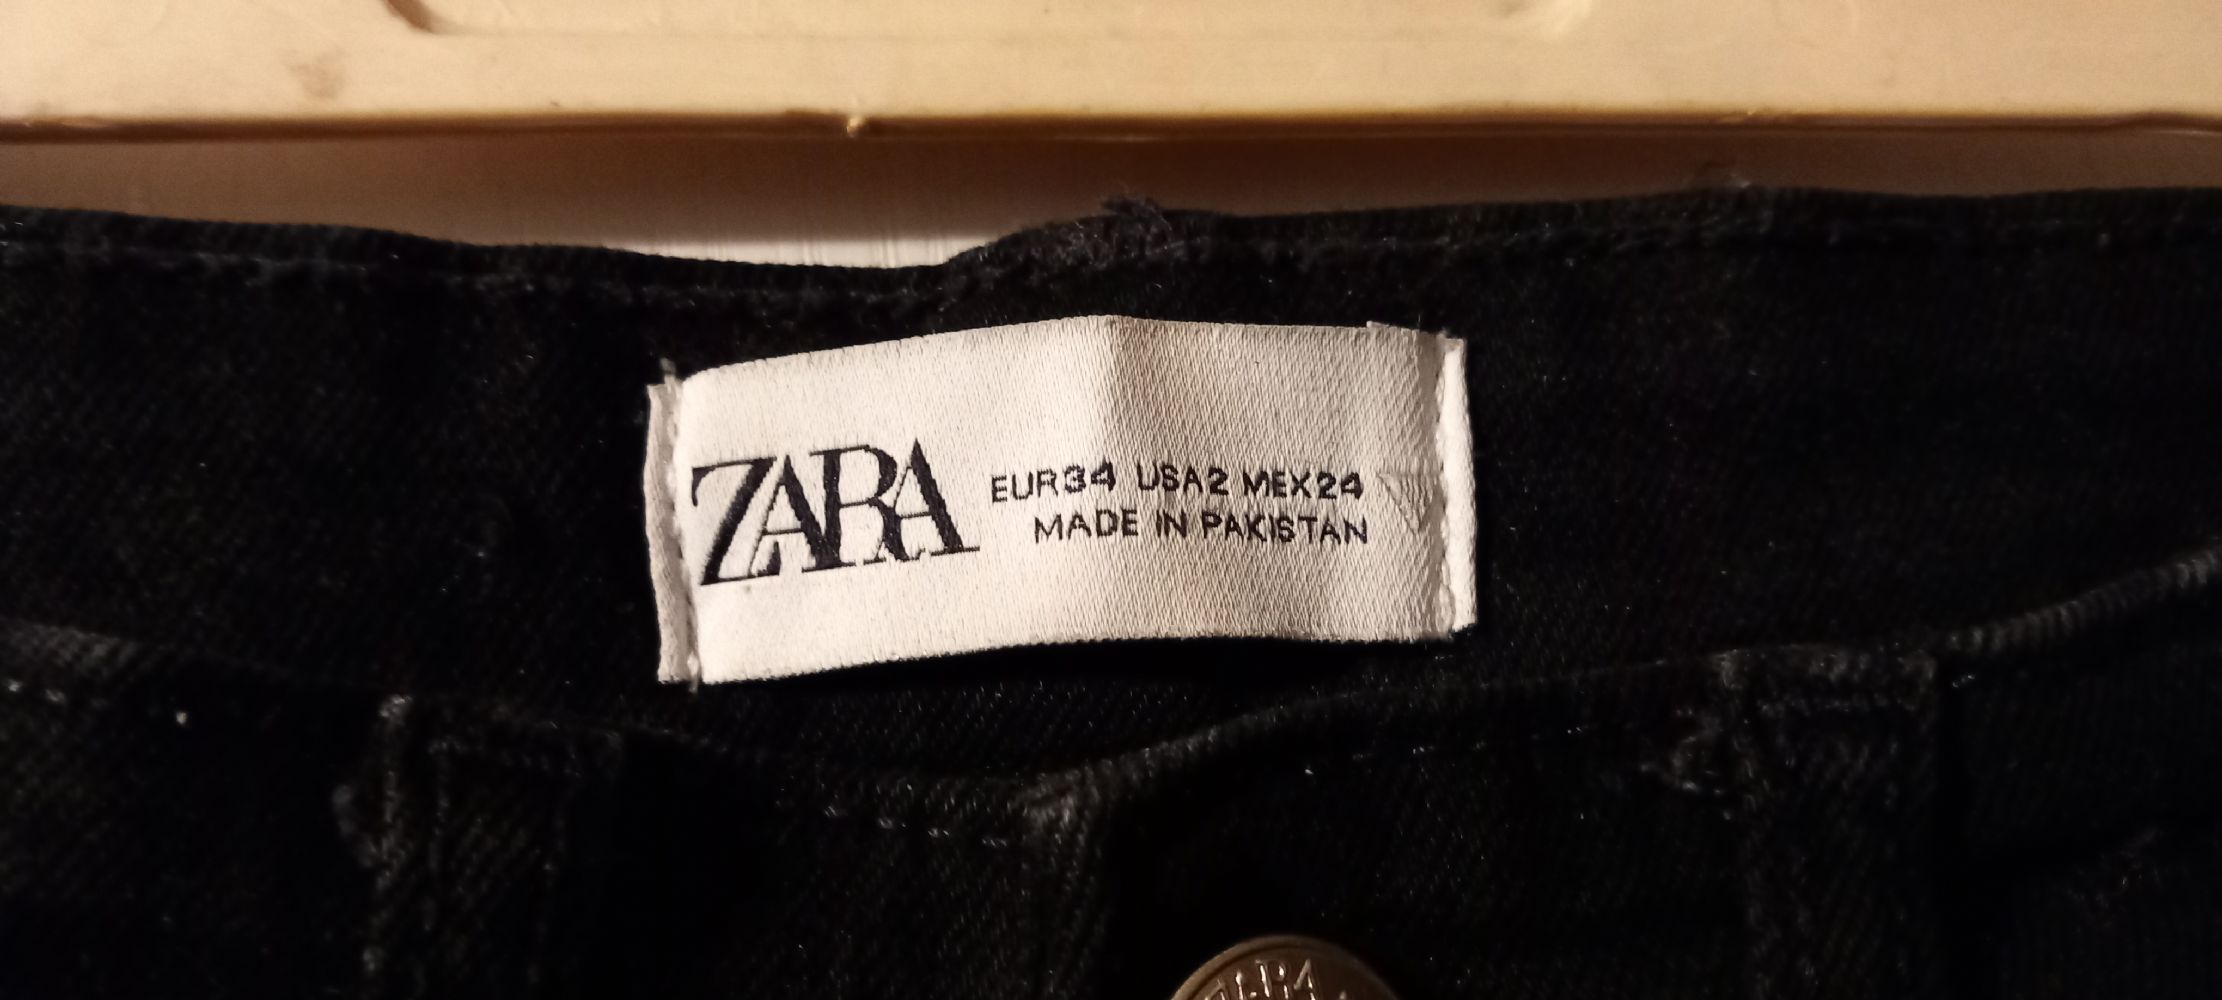 ZARA
EUR34 USA2 MEX24
MADE IN PAKISTAN